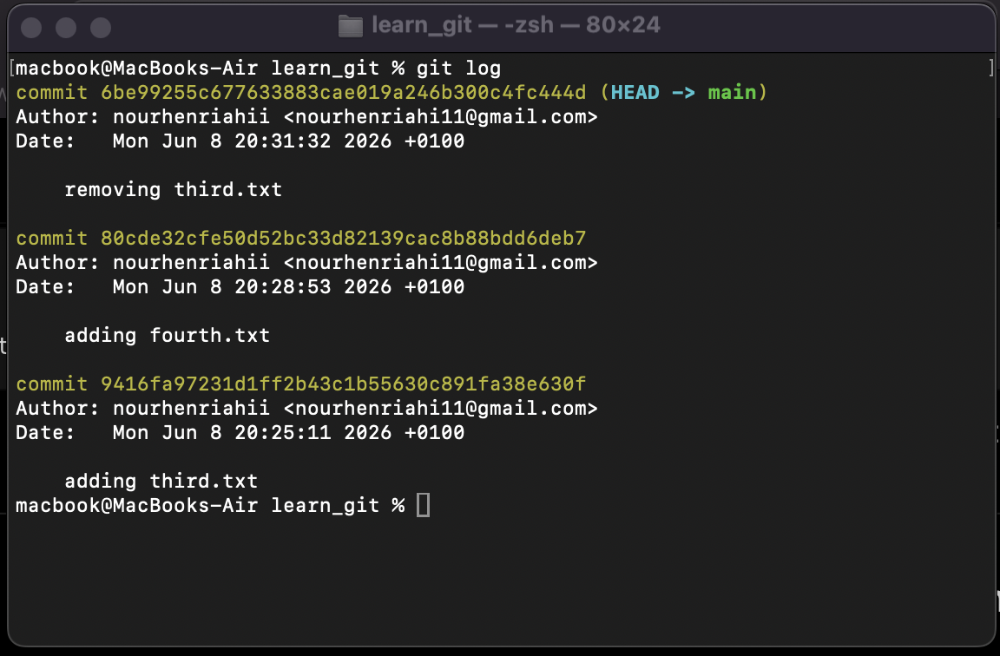 learn_git — -zsh — 80×24
[macbook@MacBooks-Air learn_git % git log ]
commit 6be99255c677633883cae019a246b300c4fc444d (HEAD -> main)
Author: nourhenriahii <nourhenriahi11@gmail.com>
Date:   Mon Jun 8 20:31:32 2026 +0100
    removing third.txt
commit 80cde32cfe50d52bc33d82139cac8b88bdd6deb7
Author: nourhenriahii <nourhenriahi11@gmail.com>
Date:   Mon Jun 8 20:28:53 2026 +0100
    adding fourth.txt
commit 9416fa97231d1ff2b43c1b55630c891fa38e630f
Author: nourhenriahii <nourhenriahi11@gmail.com>
Date:   Mon Jun 8 20:25:11 2026 +0100
    adding third.txt
macbook@MacBooks-Air learn_git %